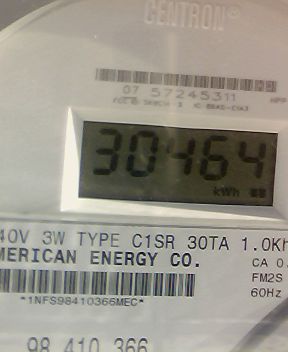 CENTRON®
07 57245311
30464
kWh
40V 3W TYPE C1SR 30TA 1.0Kh
MERICAN ENERGY CO.
CA 0.
FM2S
*1NFS98410366MEC*
60Hz
98 410 366